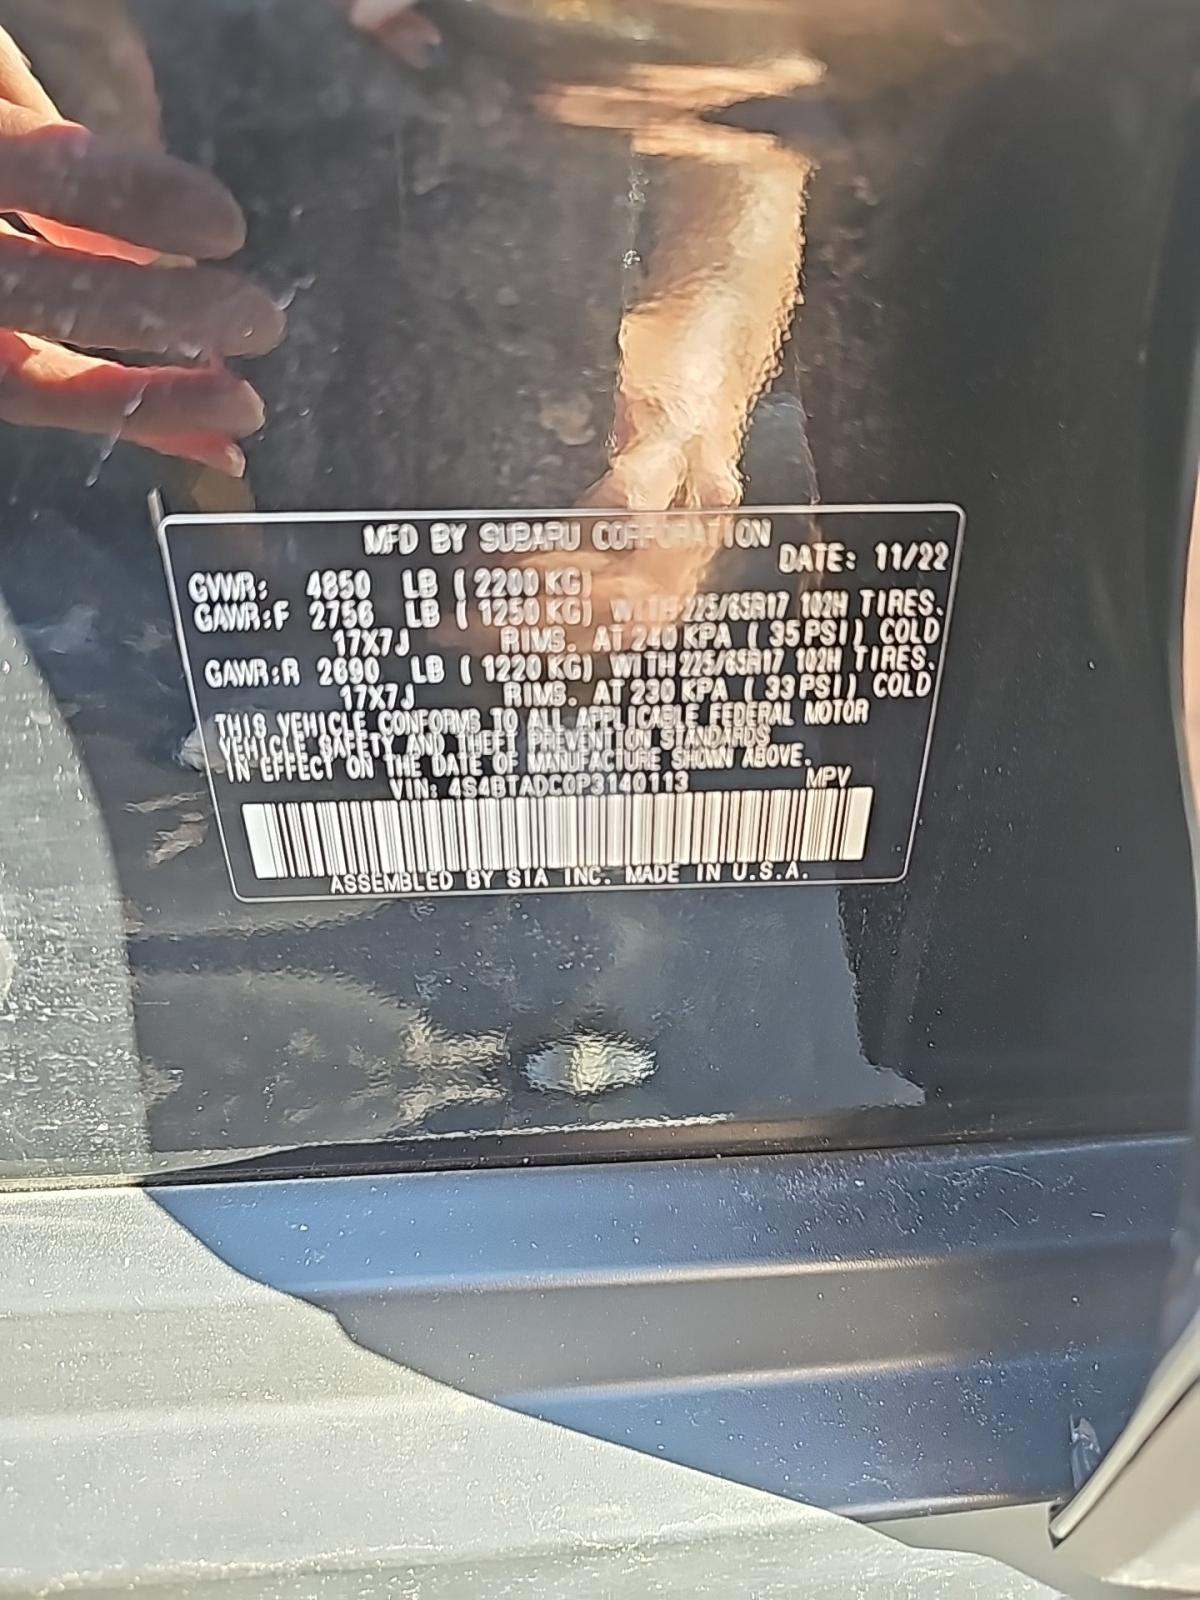 MFD BY SUBARU CORPORATION
DATE: 11/22
GVWR: 4850 LB ( 2200 KG)
GAWR:F 2756 LB ( 1250 KG) WITH 225/65R17 102H TIRES.
17X7J RIMS. AT 240 KPA ( 35 PSI) COLD
GAWR:R 2690 LB ( 1220 KG) WITH 225/65R17 102H TIRES.
17X7J RIMS. AT 230 KPA ( 33 PSI) COLD
THIS VEHICLE CONFORMS TO ALL APPLICABLE FEDERAL MOTOR
VEHICLE SAFETY AND THEFT PREVENTION STANDARDS
IN EFFECT ON THE DATE OF MANUFACTURE SHOWN ABOVE.
VIN: 4S4BTADC0P3140113 MPV
ASSEMBLED BY SIA INC. MADE IN U.S.A.